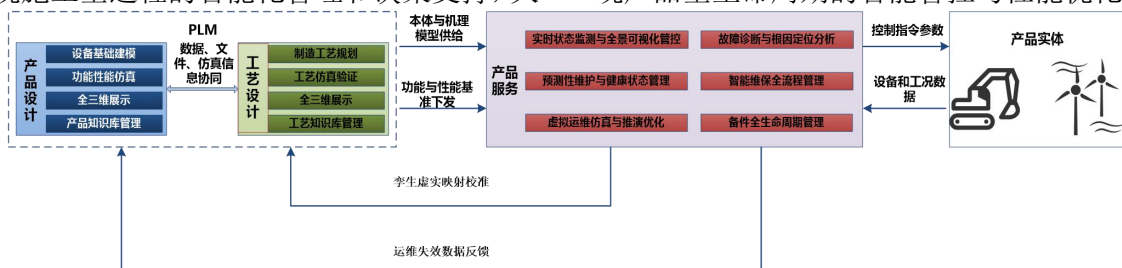 PLM
产品设计
设备基础建模
功能性能仿真
全三维展示
产品知识库管理
数据、文
件、仿真信
息协同
工艺设计
制造工艺规划
工艺仿真验证
全三维展示
工艺知识库管理
本体与机理
模型供给
功能与性能基
准下发
产品
服务
实时状态监测与全景可视化管控
故障诊断与根因定位分析
预测性维护与健康状态管理
智能维保全流程管理
虚拟运维仿真与推演优化
备件全生命周期管理
控制指令参数
设备和工况数
据
产品实体
孪生虚实映射校准
运维失效数据反馈